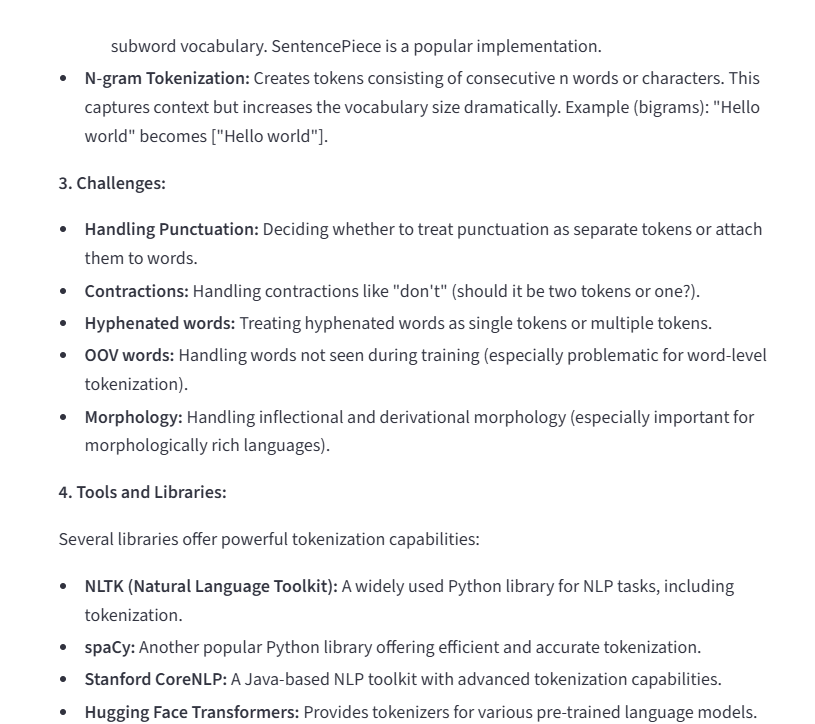 subword vocabulary. SentencePiece is a popular implementation.
• N-gram Tokenization: Creates tokens consisting of consecutive n words or characters. This
captures context but increases the vocabulary size dramatically. Example (bigrams): "Hello
world" becomes ["Hello world"].
3. Challenges:
• Handling Punctuation: Deciding whether to treat punctuation as separate tokens or attach
them to words.
• Contractions: Handling contractions like "don't" (should it be two tokens or one?).
• Hyphenated words: Treating hyphenated words as single tokens or multiple tokens.
• OOV words: Handling words not seen during training (especially problematic for word-level
tokenization).
• Morphology: Handling inflectional and derivational morphology (especially important for
morphologically rich languages).
4. Tools and Libraries:
Several libraries offer powerful tokenization capabilities:
• NLTK (Natural Language Toolkit): A widely used Python library for NLP tasks, including
tokenization.
• spaCy: Another popular Python library offering efficient and accurate tokenization.
• Stanford CoreNLP: A Java-based NLP toolkit with advanced tokenization capabilities.
• Hugging Face Transformers: Provides tokenizers for various pre-trained language models.